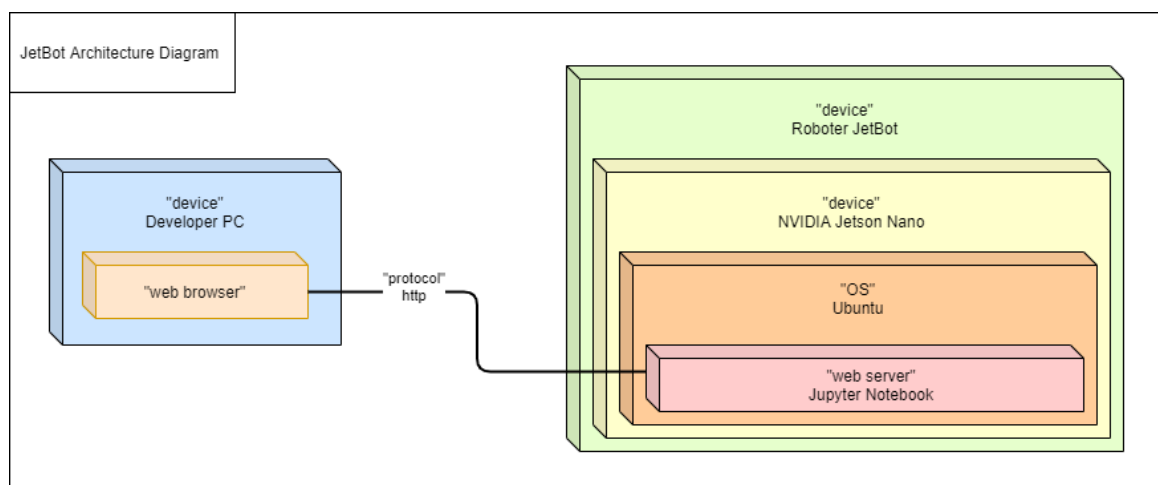 JetBot Architecture Diagram
"device"
Developer PC
"web browser"
"protocol"
http
"device"
Roboter JetBot
"device"
NVIDIA Jetson Nano
"OS"
Ubuntu
"web server"
Jupyter Notebook